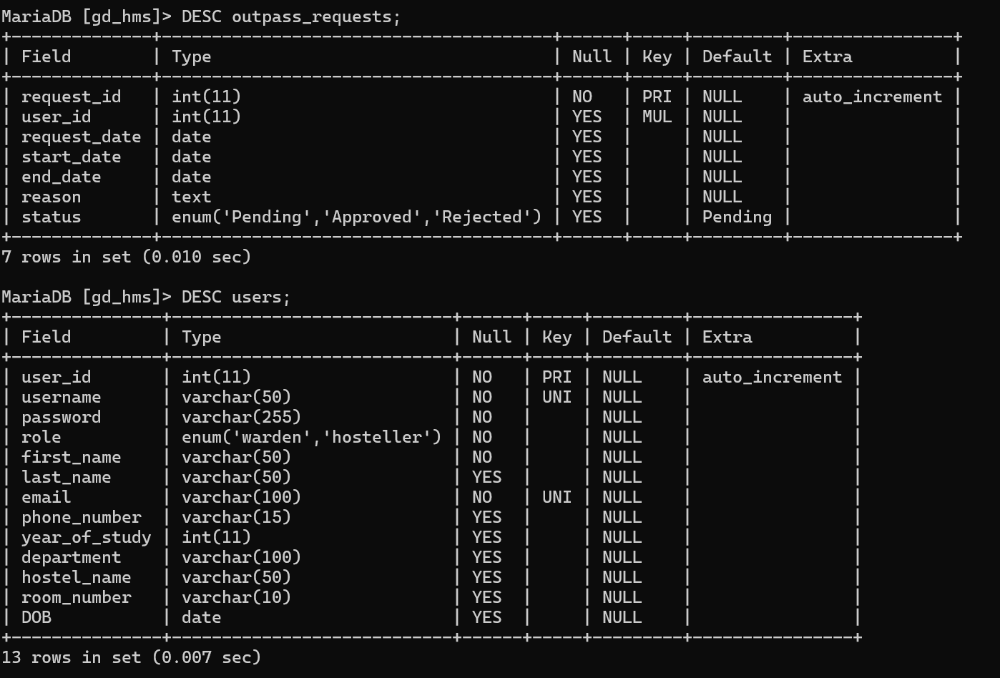 MariaDB [gd_hms]> DESC outpass_requests;
+--------------+---------------------------------------+------+-----+---------+----------------+
| Field        | Type                                  | Null | Key | Default | Extra          |
+--------------+---------------------------------------+------+-----+---------+----------------+
| request_id   | int(11)                               | NO   | PRI | NULL    | auto_increment |
| user_id      | int(11)                               | YES  | MUL | NULL    |                |
| request_date | date                                  | YES  |     | NULL    |                |
| start_date   | date                                  | YES  |     | NULL    |                |
| end_date     | date                                  | YES  |     | NULL    |                |
| reason       | text                                  | YES  |     | NULL    |                |
| status       | enum('Pending','Approved','Rejected') | YES  |     | Pending |                |
+--------------+---------------------------------------+------+-----+---------+----------------+
7 rows in set (0.010 sec)

MariaDB [gd_hms]> DESC users;
+---------------+----------------------------+------+-----+---------+----------------+
| Field         | Type                       | Null | Key | Default | Extra          |
+---------------+----------------------------+------+-----+---------+----------------+
| user_id       | int(11)                    | NO   | PRI | NULL    | auto_increment |
| username      | varchar(50)                | NO   | UNI | NULL    |                |
| password      | varchar(255)               | NO   |     | NULL    |                |
| role          | enum('warden','hosteller') | NO   |     | NULL    |                |
| first_name    | varchar(50)                | NO   |     | NULL    |                |
| last_name     | varchar(50)                | YES  |     | NULL    |                |
| email         | varchar(100)               | NO   | UNI | NULL    |                |
| phone_number  | varchar(15)                | YES  |     | NULL    |                |
| year_of_study | int(11)                    | YES  |     | NULL    |                |
| department    | varchar(100)               | YES  |     | NULL    |                |
| hostel_name   | varchar(50)                | YES  |     | NULL    |                |
| room_number   | varchar(10)                | YES  |     | NULL    |                |
| DOB           | date                       | YES  |     | NULL    |                |
+---------------+----------------------------+------+-----+---------+----------------+
13 rows in set (0.007 sec)